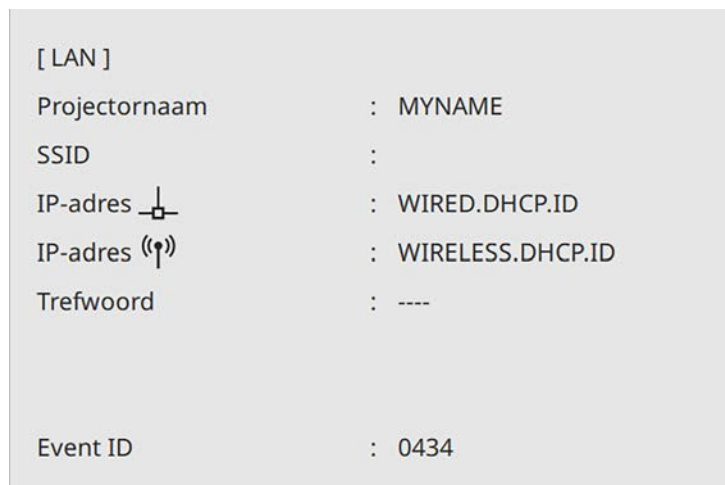 [ LAN ]
Projectornaam : MYNAME
SSID :
IP-adres : WIRED.DHCP.ID
IP-adres : WIRELESS.DHCP.ID
Trefwoord : ----
Event ID : 0434